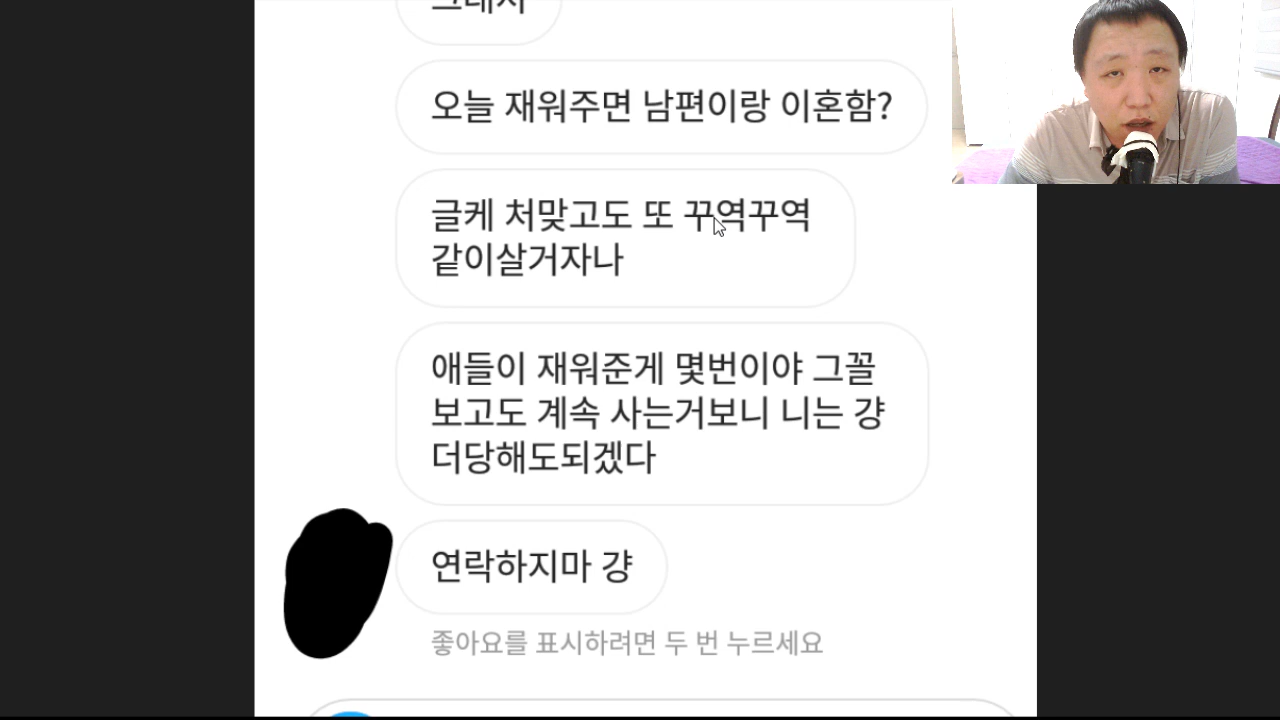 그래서
오늘 재워주면 남편이랑 이혼함?
글케 처맞고도 또 꾸역꾸역
같이살거자나
애들이 재워준게 몇번이야 그꼴
보고도 계속 사는거보니 니는 걍
더당해도되겠다
연락하지마 걍
좋아요를 표시하려면 두 번 누르세요